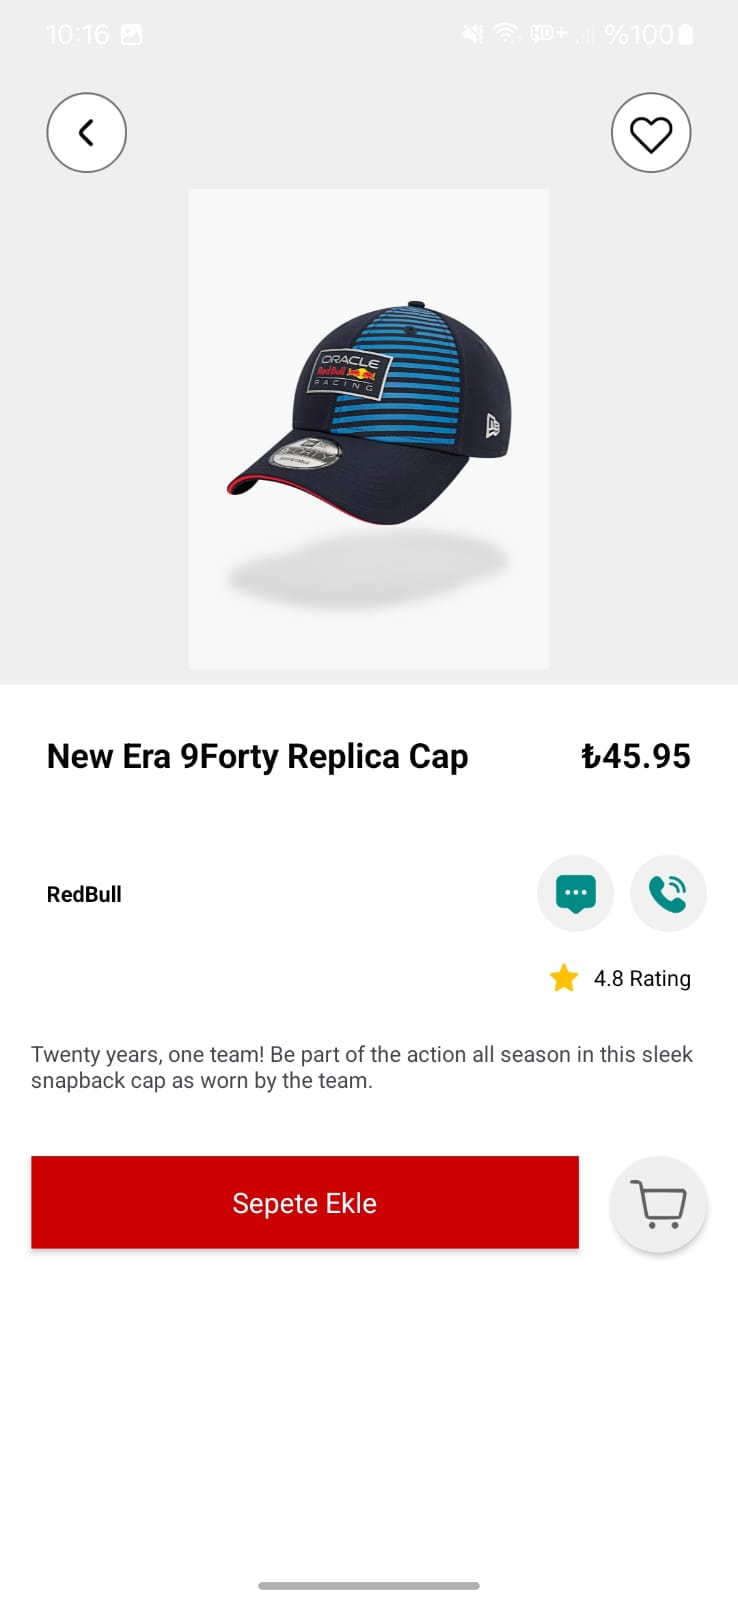 10:16
%100
ORACLE
Red Bull
RACING
New Era 9Forty Replica Cap
₺45.95
RedBull
4.8 Rating
Twenty years, one team! Be part of the action all season in this sleek
snapback cap as worn by the team.
Sepete Ekle